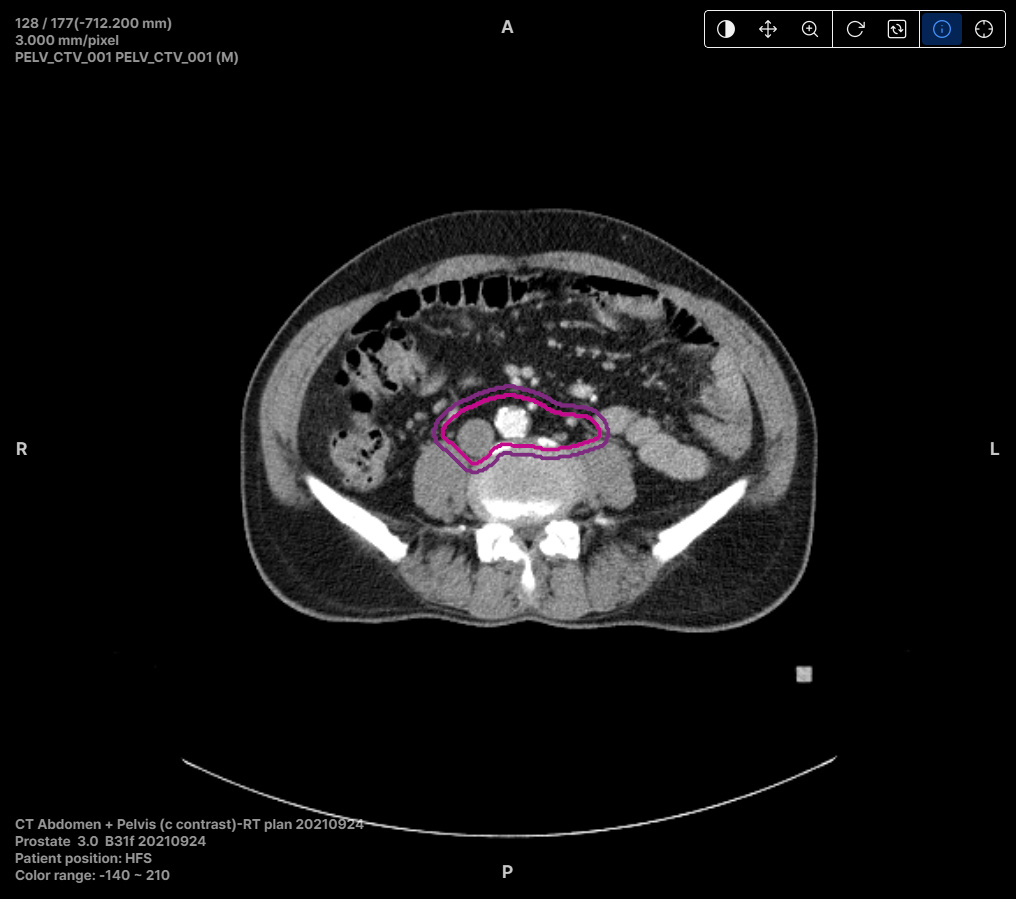 128 / 177(-712.200 mm)
3.000 mm/pixel
PELV_CTV_001 PELV_CTV_001 (M)
A
R
L
CT Abdomen + Pelvis (c contrast)-RT plan 20210924
Prostate 3.0 B31f 20210924
Patient position: HFS
Color range: -140 ~ 210
P